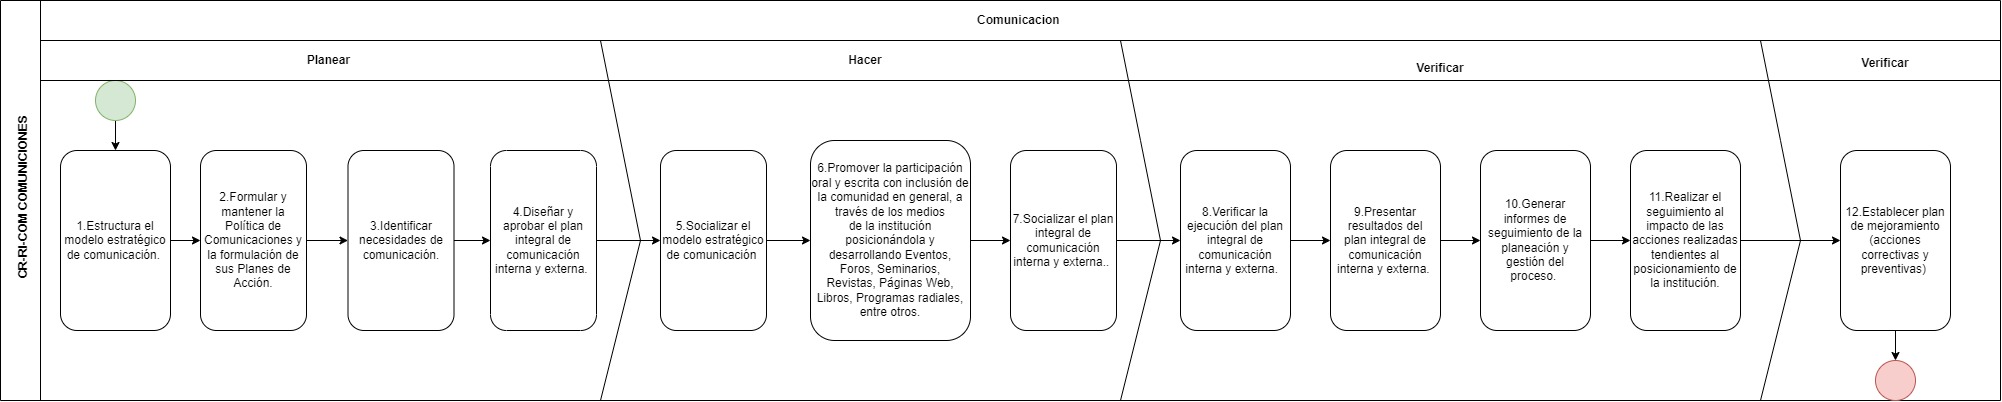 Comunicacion
CR-RI-COM COMUNICIONES
Planear
Hacer
Verificar
Verificar
1.Estructura el
modelo estratégico
de comunicación.
2.Formular y
mantener la
Política de
Comunicaciones y
la formulación de
sus Planes de
Acción.
3.Identificar
necesidades de
comunicación.
4.Diseñar y
aprobar el plan
integral de
comunicación
interna y externa.
5.Socializar el
modelo estratégico
de comunicación
6.Promover la participación
oral y escrita con inclusión de
la comunidad en general, a
través de los medios
de la institución
posicionándola y
desarrollando Eventos,
Foros, Seminarios,
Revistas, Páginas Web,
Libros, Programas radiales,
entre otros.
7.Socializar el plan
integral de
comunicación
interna y externa..
8.Verificar la
ejecución del plan
integral de
comunicación
interna y externa.
9.Presentar
resultados del
plan integral de
comunicación
interna y externa.
10.Generar
informes de
seguimiento de la
planeación y
gestión del
proceso.
11.Realizar el
seguimiento al
impacto de las
acciones realizadas
tendientes al
posicionamiento de
la institución.
12.Establecer plan
de mejoramiento
(acciones
correctivas y
preventivas)